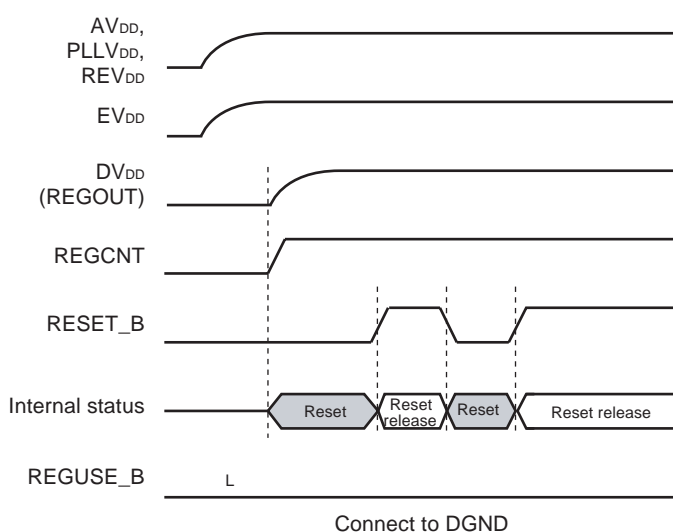 AVDD,
PLLVDD,
REVDD
EVDD
DVDD
(REGOUT)
REGCNT
RESET_B
Internal status
Reset
Reset
release
Reset
Reset release
REGUSE_B
L
Connect to DGND